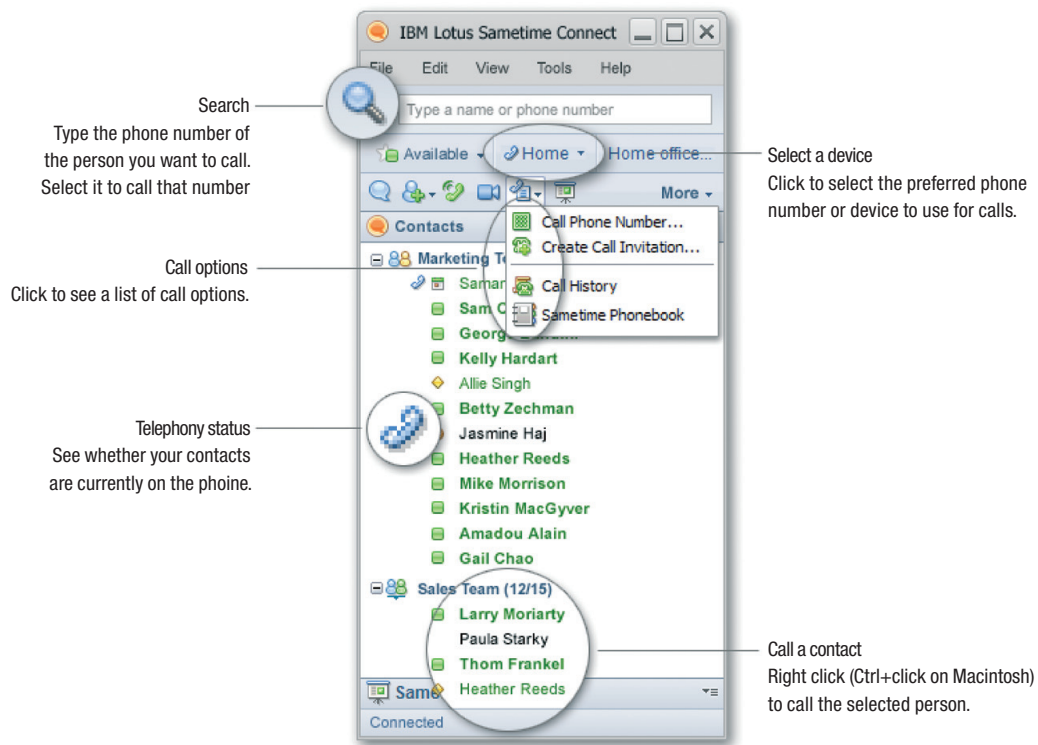 IBM Lotus Sametime Connect
File Edit View Tools Help
Type a name or phone number
Available Home Home office...
More
Contacts
Call Phone Number...
Create Call Invitation...
Call History
Sametime Phonebook
Marketing
Sam
George
Kelly Hardart
Allie Singh
Betty Zechman
Jasmine Haj
Heather Reeds
Mike Morrison
Kristin MacGyver
Amadou Alain
Gail Chao
Sales Team (12/15)
Larry Moriarty
Paula Starky
Thom Frankel
Heather Reeds
Same
Connected
Search
Type the phone number of
the person you want to call.
Select it to call that number
Call options
Click to see a list of call options.
Telephony status
See whether your contacts
are currently on the phoine.
Select a device
Click to select the preferred phone
number or device to use for calls.
Call a contact
Right click (Ctrl+click on Macintosh)
to call the selected person.